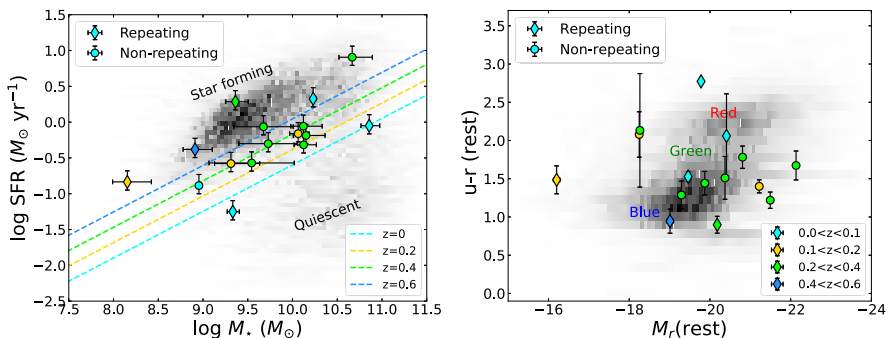 Repeating
Non-repeating
Star forming
Quiescent
z=0
z=0.2
z=0.4
z=0.6
log SFR (M⊙ yr⁻¹)
1.5
1.0
0.5
0.0
−0.5
−1.0
−1.5
−2.0
−2.5
7.5 8.0 8.5 9.0 9.5 10.0 10.5 11.0 11.5
log M⋆ (M⊙)
Repeating
Non-repeating
Red
Green
Blue
0.0<z<0.1
0.1<z<0.2
0.2<z<0.4
0.4<z<0.6
u-r (rest)
3.5
3.0
2.5
2.0
1.5
1.0
0.5
0.0
−16 −18 −20 −22 −24
Mr(rest)